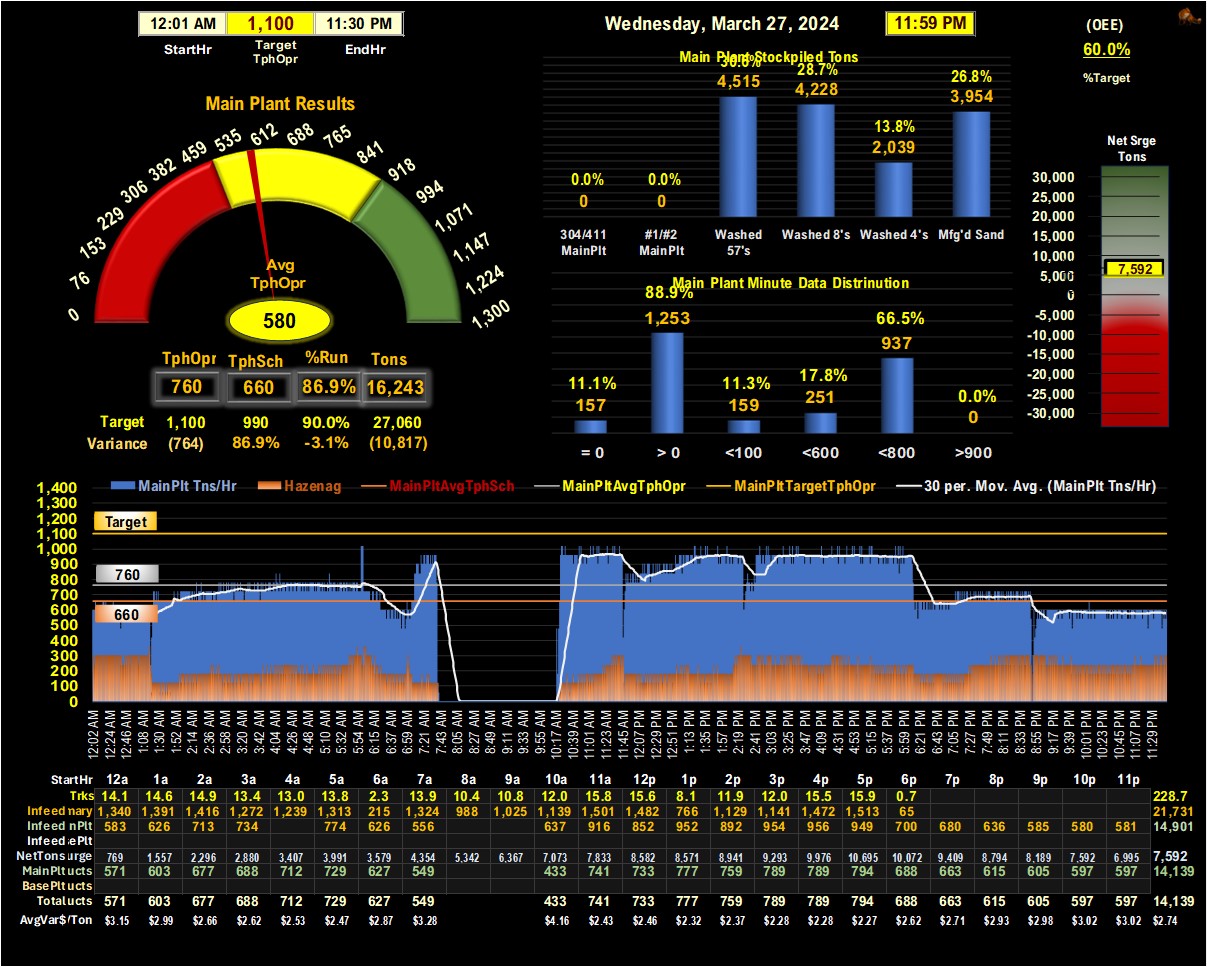 12:01 AM 1,100 11:30 PM
StartHr Target TphOpr EndHr
Wednesday, March 27, 2024 11:59 PM
(OEE)
60.0%
%Target
Main Plant Results
0 76 153 229 306 382 459 535 612 688 765 841 918 994 1,071 1,147 1,224 1,300
Avg
TphOpr
580
TphOpr TphSch %Run Tons
760 660 86.9% 16,243
Target 1,100 990 90.0% 27,060
Variance (764) 86.9% -3.1% (10,817)
Main Plant Stockpiled Tons
0.0% 0.0% 30.6% 28.7% 13.8% 26.8%
0 0 4,515 4,228 2,039 3,954
304/411 MainPlt #1/#2 MainPlt Washed 57's Washed 8's Washed 4's Mfg'd Sand
Main Plant Minute Data Distrinution
11.1% 88.9% 11.3% 17.8% 66.5% 0.0%
157 1,253 159 251 937 0
= 0 > 0 <100 <600 <800 >900
Net Srge
Tons
30,000
25,000
20,000
15,000
10,000
7,592
5,000
0
-5,000
-10,000
-15,000
-20,000
-25,000
-30,000
MainPlt Tns/Hr Hazenag MainPltAvgTphSch MainPltAvgTphOpr MainPltTargetTphOpr 30 per. Mov. Avg. (MainPlt Tns/Hr)
1,400
1,300
1,200
Target
1,100
1,000
900
800
760
700
600
660
500
400
300
200
100
0
12:02 AM 12:24 AM 12:46 AM 1:08 AM 1:30 AM 1:52 AM 2:14 AM 2:36 AM 2:58 AM 3:20 AM 3:42 AM 4:04 AM 4:26 AM 4:48 AM 5:10 AM 5:32 AM 5:54 AM 6:15 AM 6:37 AM 6:59 AM 7:21 AM 7:43 AM 8:05 AM 8:27 AM 8:49 AM 9:11 AM 9:33 AM 9:55 AM 10:17 AM 10:39 AM 11:01 AM 11:23 AM 11:45 AM 12:07 PM 12:29 PM 12:51 PM 1:13 PM 1:35 PM 1:57 PM 2:19 PM 2:41 PM 3:03 PM 3:25 PM 3:47 PM 4:09 PM 4:31 PM 4:53 PM 5:15 PM 5:37 PM 5:59 PM 6:21 PM 6:43 PM 7:05 PM 7:27 PM 7:49 PM 8:11 PM 8:33 PM 8:55 PM 9:17 PM 9:39 PM 10:01 PM 10:23 PM 10:45 PM 11:07 PM 11:29 PM
StartHr 12a 1a 2a 3a 4a 5a 6a 7a 8a 9a 10a 11a 12p 1p 2p 3p 4p 5p 6p 7p 8p 9p 10p 11p
Trks 14.1 14.6 14.9 13.4 13.0 13.8 2.3 13.9 10.4 10.8 12.0 15.8 15.6 8.1 11.9 12.0 15.5 15.9 0.7 228.7
Infeed mary 1,340 1,391 1,416 1,272 1,239 1,313 215 1,324 988 1,025 1,139 1,501 1,482 766 1,129 1,141 1,472 1,513 65 21,731
Infeed nPlt 583 626 713 734 774 626 556 637 916 852 952 892 954 956 949 700 680 636 585 580 581 14,901
Infeed ePlt
NetTons urge 769 1,557 2,296 2,880 3,407 3,991 3,579 4,354 5,342 6,367 7,073 7,833 8,582 8,571 8,941 9,293 9,976 10,695 10,072 9,409 8,794 8,189 7,592 6,995 7,592
MainPlt ucts 571 603 677 688 712 729 627 549 433 741 733 777 759 789 789 794 688 663 615 605 597 597 14,139
BasePlt ucts
Total ucts 571 603 677 688 712 729 627 549 433 741 733 777 759 789 789 794 688 663 615 605 597 597 14,139
AvgVar$/Ton $3.15 $2.99 $2.66 $2.62 $2.53 $2.47 $2.87 $3.28 $4.16 $2.43 $2.46 $2.32 $2.37 $2.28 $2.28 $2.27 $2.62 $2.71 $2.93 $2.98 $3.02 $3.02 $2.74